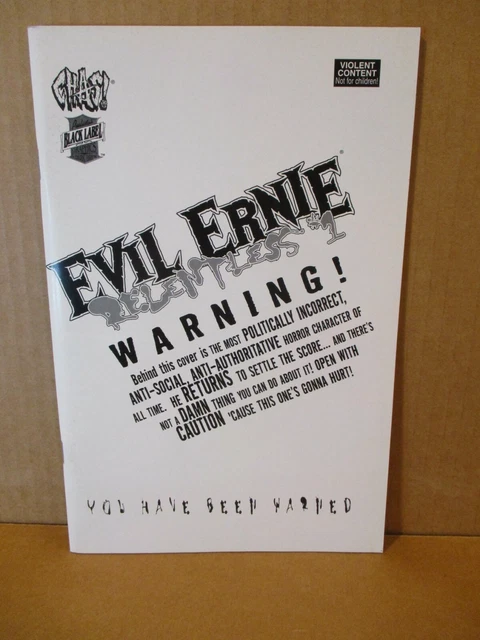 CHAOS!
BLACK LABEL
VIOLENT
CONTENT
Not for children!
EVIL ERNIE
RELENTLESS #1
WARNING!
Behind this cover is THE MOST POLITICALLY INCORRECT,
ANTI-SOCIAL, ANTI-AUTHORITATIVE HORROR CHARACTER OF
ALL TIME. HE RETURNS TO SETTLE THE SCORE... AND THERE'S
NOT A DAMN THING YOU CAN DO ABOUT IT! OPEN WITH
CAUTION 'CAUSE THIS ONE'S GONNA HURT!
YOU HAVE BEEN WARNED